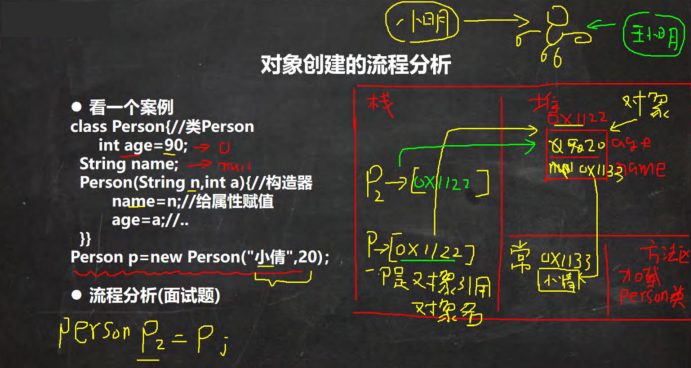 小明
王小明
对象创建的流程分析
● 看一个案例
class Person{//类Person
int age=90; → 0
String name; → null
Person(String n,int a){//构造器
name=n;//给属性赋值
age=a;//..
}}
Person p=new Person("小倩",20);
● 流程分析(面试题)
person P2 = P;
栈
P2→[0X1122]
P→[0X1122]
P是对象引用
对象名
堆
对象
0X1122
0 90 20 age
null 0X1133 name
常
0X1133
小倩
方法区
加载
person类